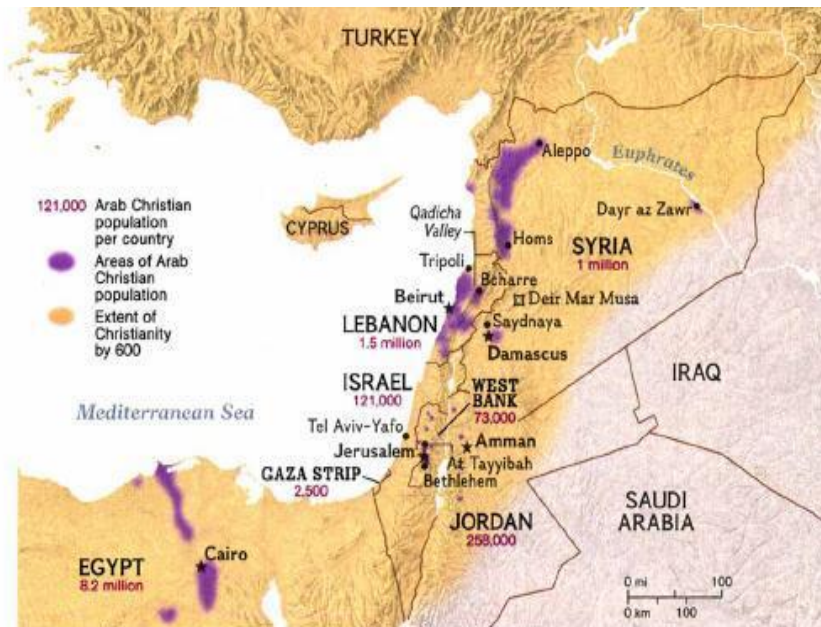 TURKEY
Aleppo
Euphrates
121,000 Arab Christian
population
per country
Areas of Arab
Christian
population
Extent of
Christianity
by 600
CYPRUS
Qadicha
Valley
Dayr az Zawr
Homs
SYRIA
1 million
Tripoli
Bcharre
Beirut
Deir Mar Musa
LEBANON
1.5 million
Saydnaya
Damascus
IRAQ
ISRAEL
121,000
WEST
BANK
73,000
Mediterranean Sea
Tel Aviv-Yafo
Jerusalem
Amman
At Tayyibah
GAZA STRIP
2,500
Bethlehem
SAUDI
ARABIA
JORDAN
258,000
Cairo
EGYPT
8.2 million
0 mi 100
0 km 100